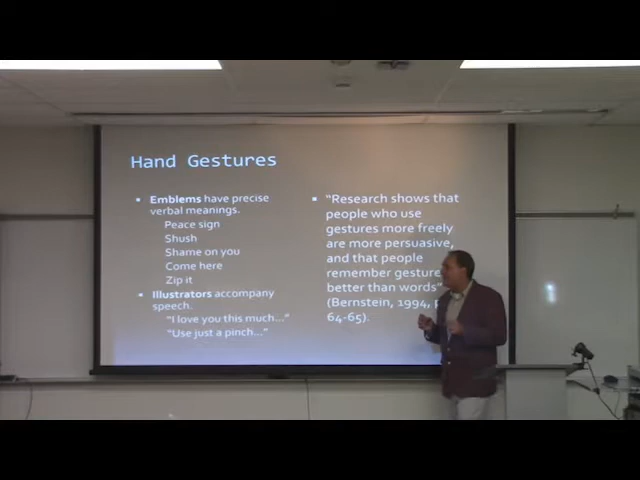 Hand Gestures
Emblems have precise
verbal meanings.
Peace sign
Shush
Shame on you
Come here
Zip it
Illustrators accompany
speech.
"I love you this much..."
"Use just a pinch..."
"Research shows that
people who use
gestures more freely
are more persuasive,
and that people
remember gestur
better than words"
(Bernstein, 1994,
64-65).